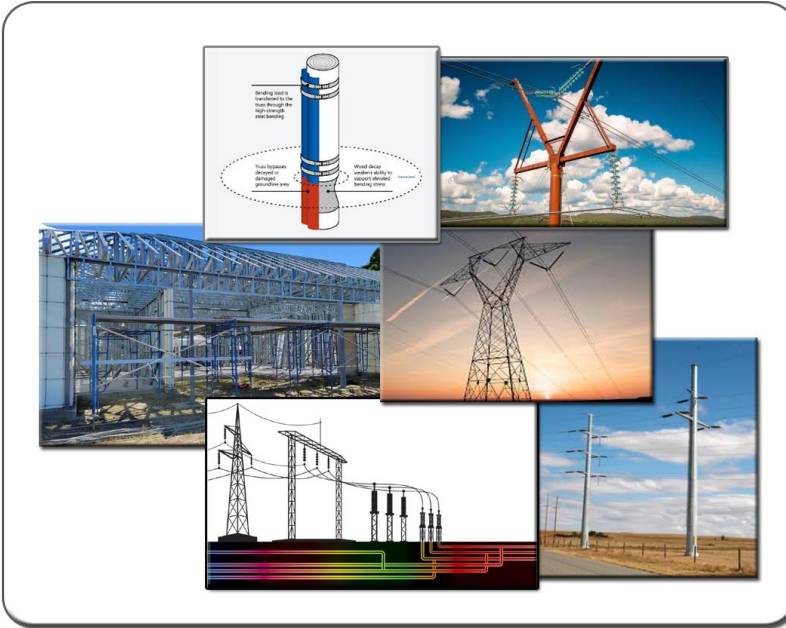 Bending load is
transferred to the
truss through the
high-strength
steel banding
Truss bypasses
decayed or
damaged
groundline area
Wood decay
weakens ability to
support elevated
bending stress